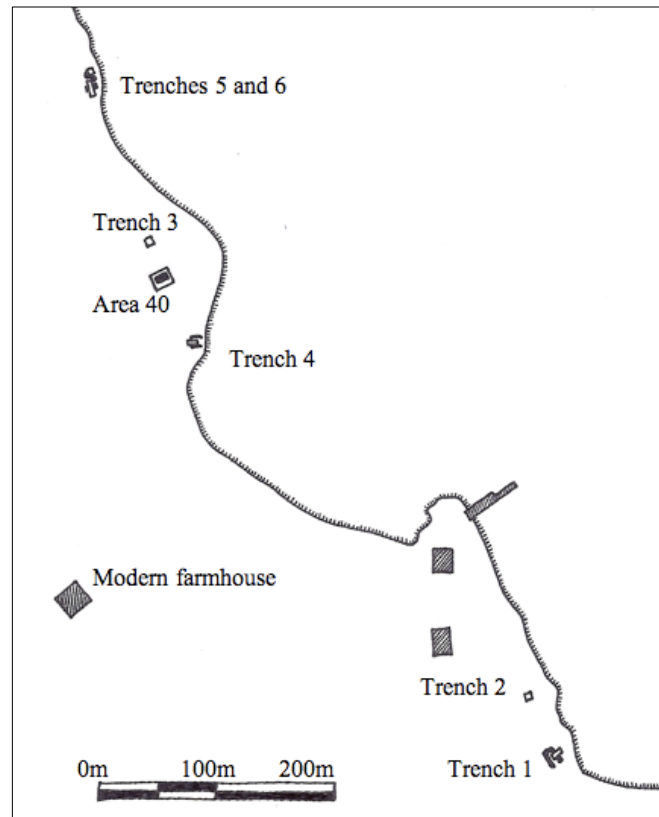 Trenches 5 and 6
Trench 3
Area 40
Trench 4
Modern farmhouse
Trench 2
Trench 1
0m 100m 200m